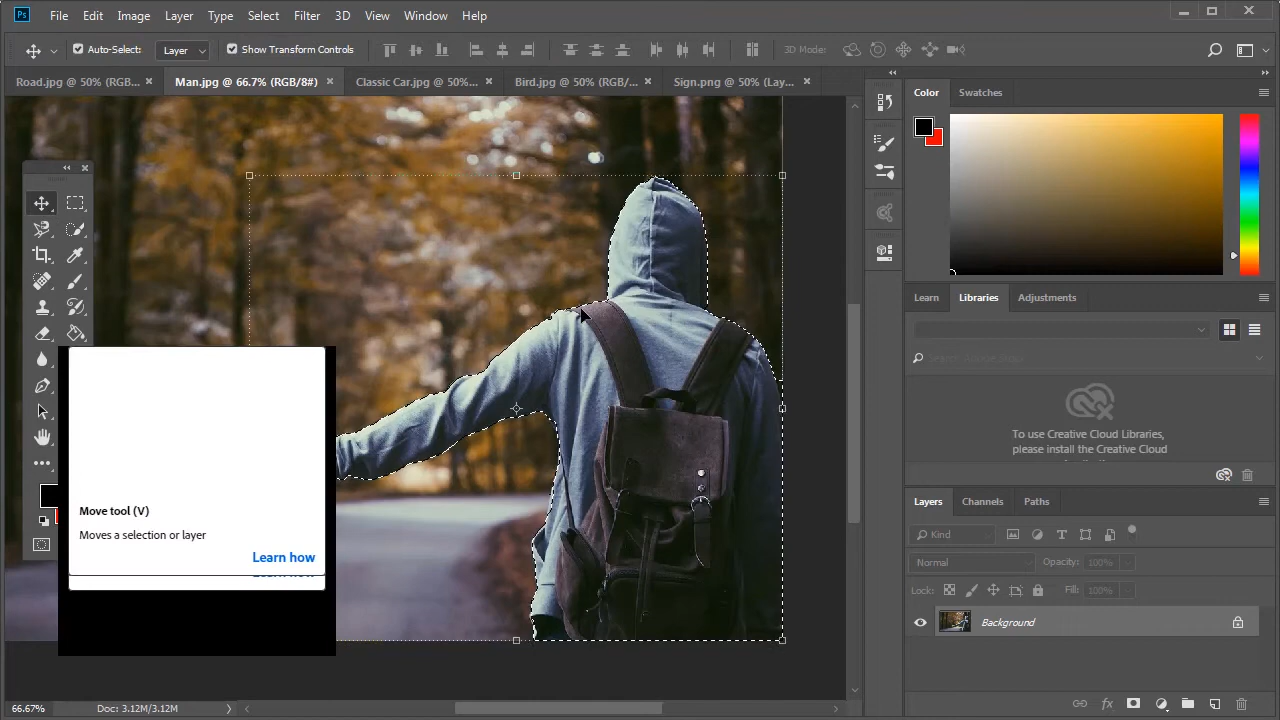 Ps File Edit Image Layer Type Select Filter 3D View Window Help
Auto-Select: Layer Show Transform Controls 3D Mode:
Road.jpg @ 50% (RGB... Man.jpg @ 66.7% (RGB/8#) Classic Car.jpg @ 50%... Bird.jpg @ 50% (RGB/... Sign.png @ 50% (Lay...
Color Swatches
Learn Libraries Adjustments
To use Creative Cloud Libraries,
please install the Creative Cloud
Move tool (V)
Moves a selection or layer
Learn how
Layers Channels Paths
Kind
Normal Opacity: 100%
Lock: Fill: 100%
Background
66.67% Doc: 3.12M/3.12M